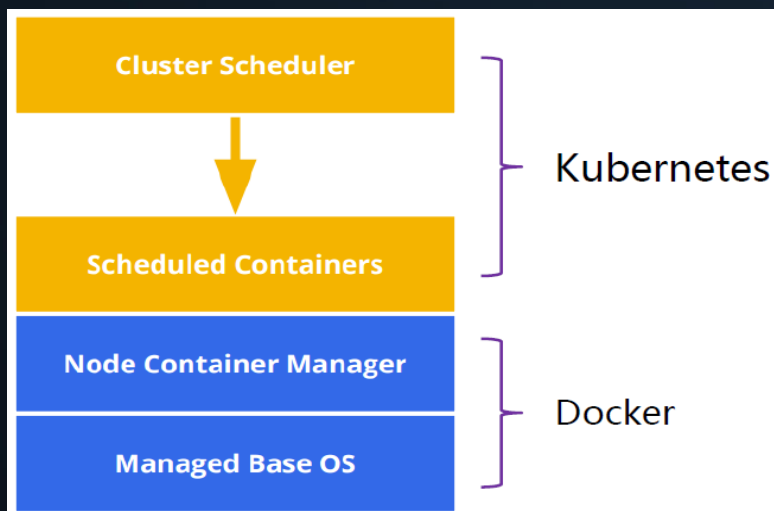 Cluster Scheduler
Kubernetes
Scheduled Containers
Node Container Manager
Docker
Managed Base OS